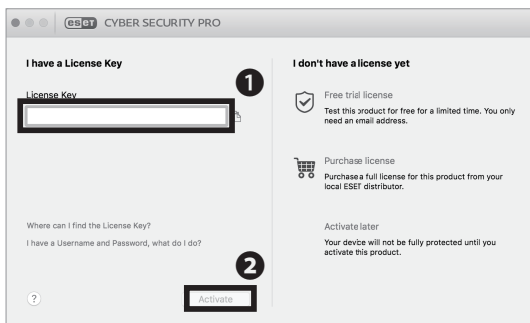 eseT CYBER SECURITY PRO
I have a License Key
1
License Key
Where can I find the License Key?
I have a Username and Password, what do I do?
2
?
Activate
I don't have a license yet
Free trial license
Test this product for free for a limited time. You only
need an email address.
Purchase license
Purchase a full license for this product from your
local ESET distributor.
Activate later
Your device will not be fully protected until you
activate this product.